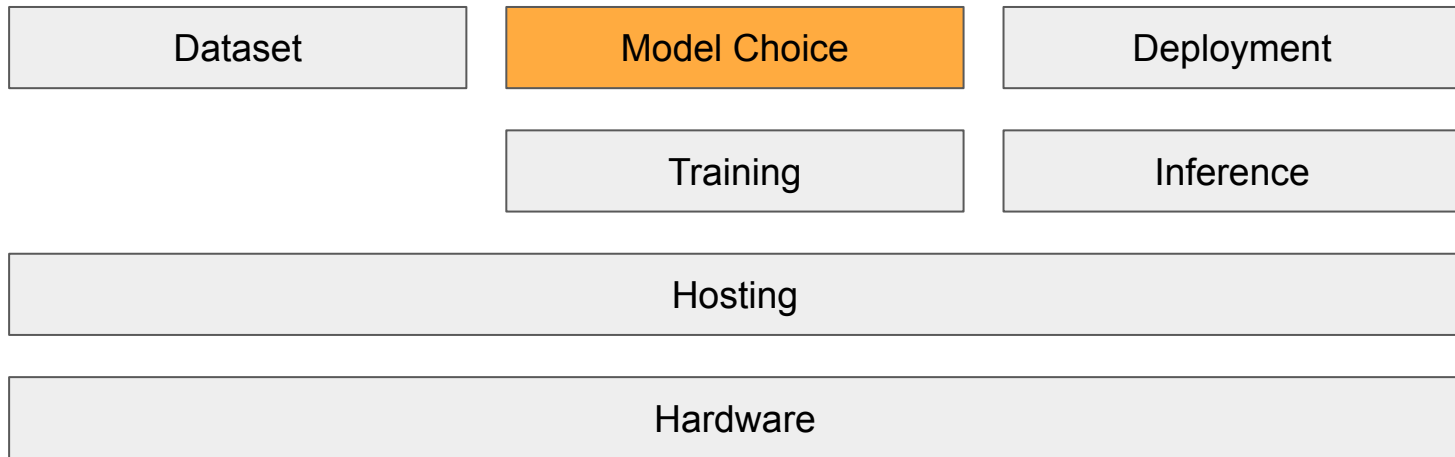 Dataset
Model Choice
Deployment
Training
Inference
Hosting
Hardware